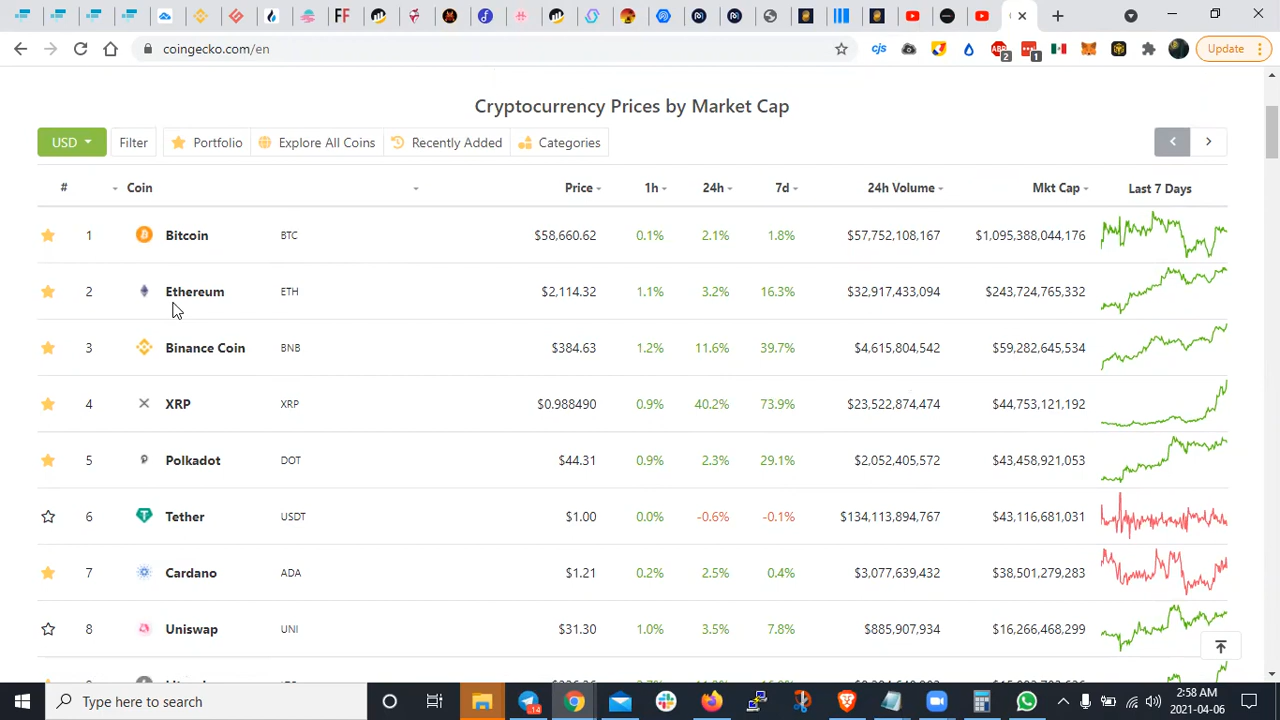 coingecko.com/en
cjs
2
1
Update
Cryptocurrency Prices by Market Cap
USD Filter Portfolio Explore All Coins Recently Added Categories
# Coin Price 1h 24h 7d 24h Volume Mkt Cap Last 7 Days
1 Bitcoin BTC $58,660.62 0.1% 2.1% 1.8% $57,752,108,167 $1,095,388,044,176
2 Ethereum ETH $2,114.32 1.1% 3.2% 16.3% $32,917,433,094 $243,724,765,332
3 Binance Coin BNB $384.63 1.2% 11.6% 39.7% $4,615,804,542 $59,282,645,534
4 XRP XRP $0.988490 0.9% 40.2% 73.9% $23,522,874,474 $44,753,121,192
5 Polkadot DOT $44.31 0.9% 2.3% 29.1% $2,052,405,572 $43,458,921,053
6 Tether USDT $1.00 0.0% -0.6% -0.1% $134,113,894,767 $43,116,681,031
7 Cardano ADA $1.21 0.2% 2.5% 0.4% $3,077,639,432 $38,501,279,283
8 Uniswap UNI $31.30 1.0% 3.5% 7.8% $885,907,934 $16,266,468,299
Type here to search
14
2:58 AM
2021-04-06